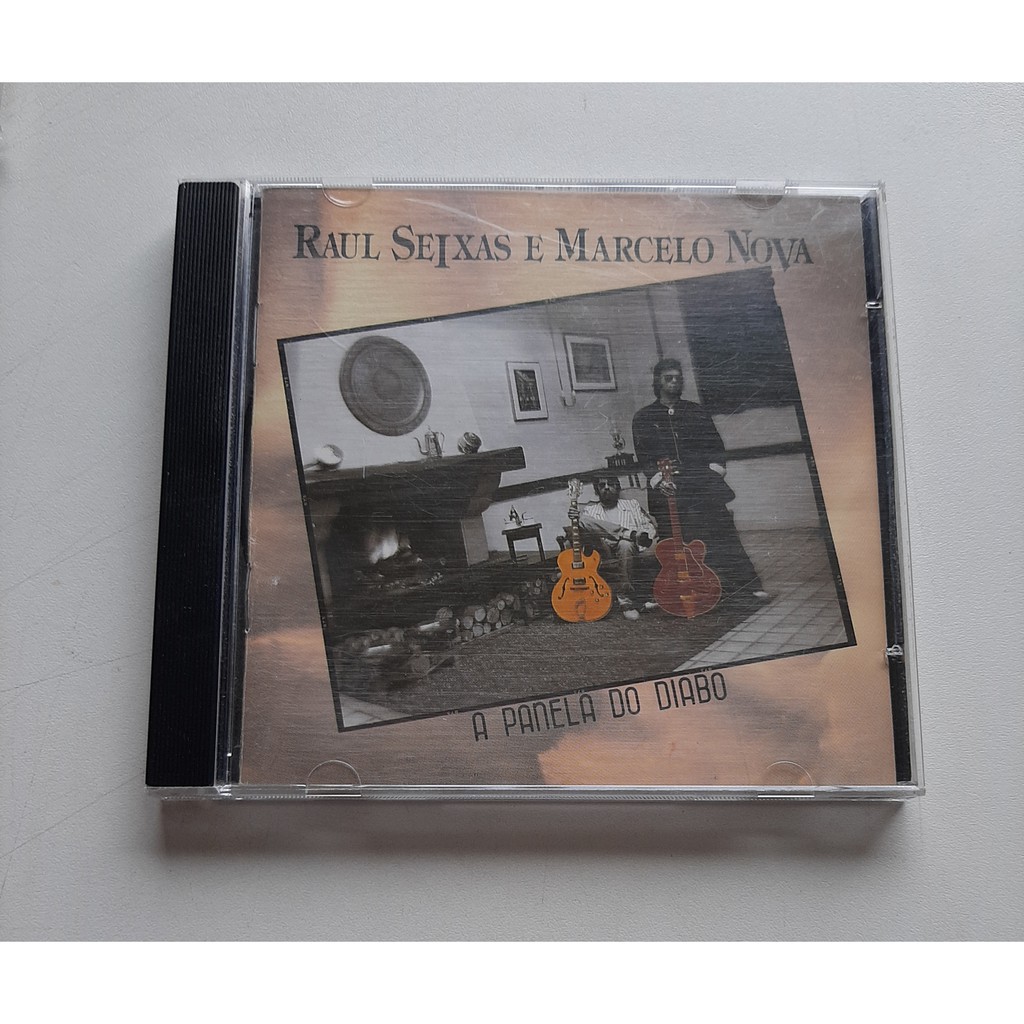 RAUL SEIXAS E MARCELO NOVA
A PANELA DO DIABO